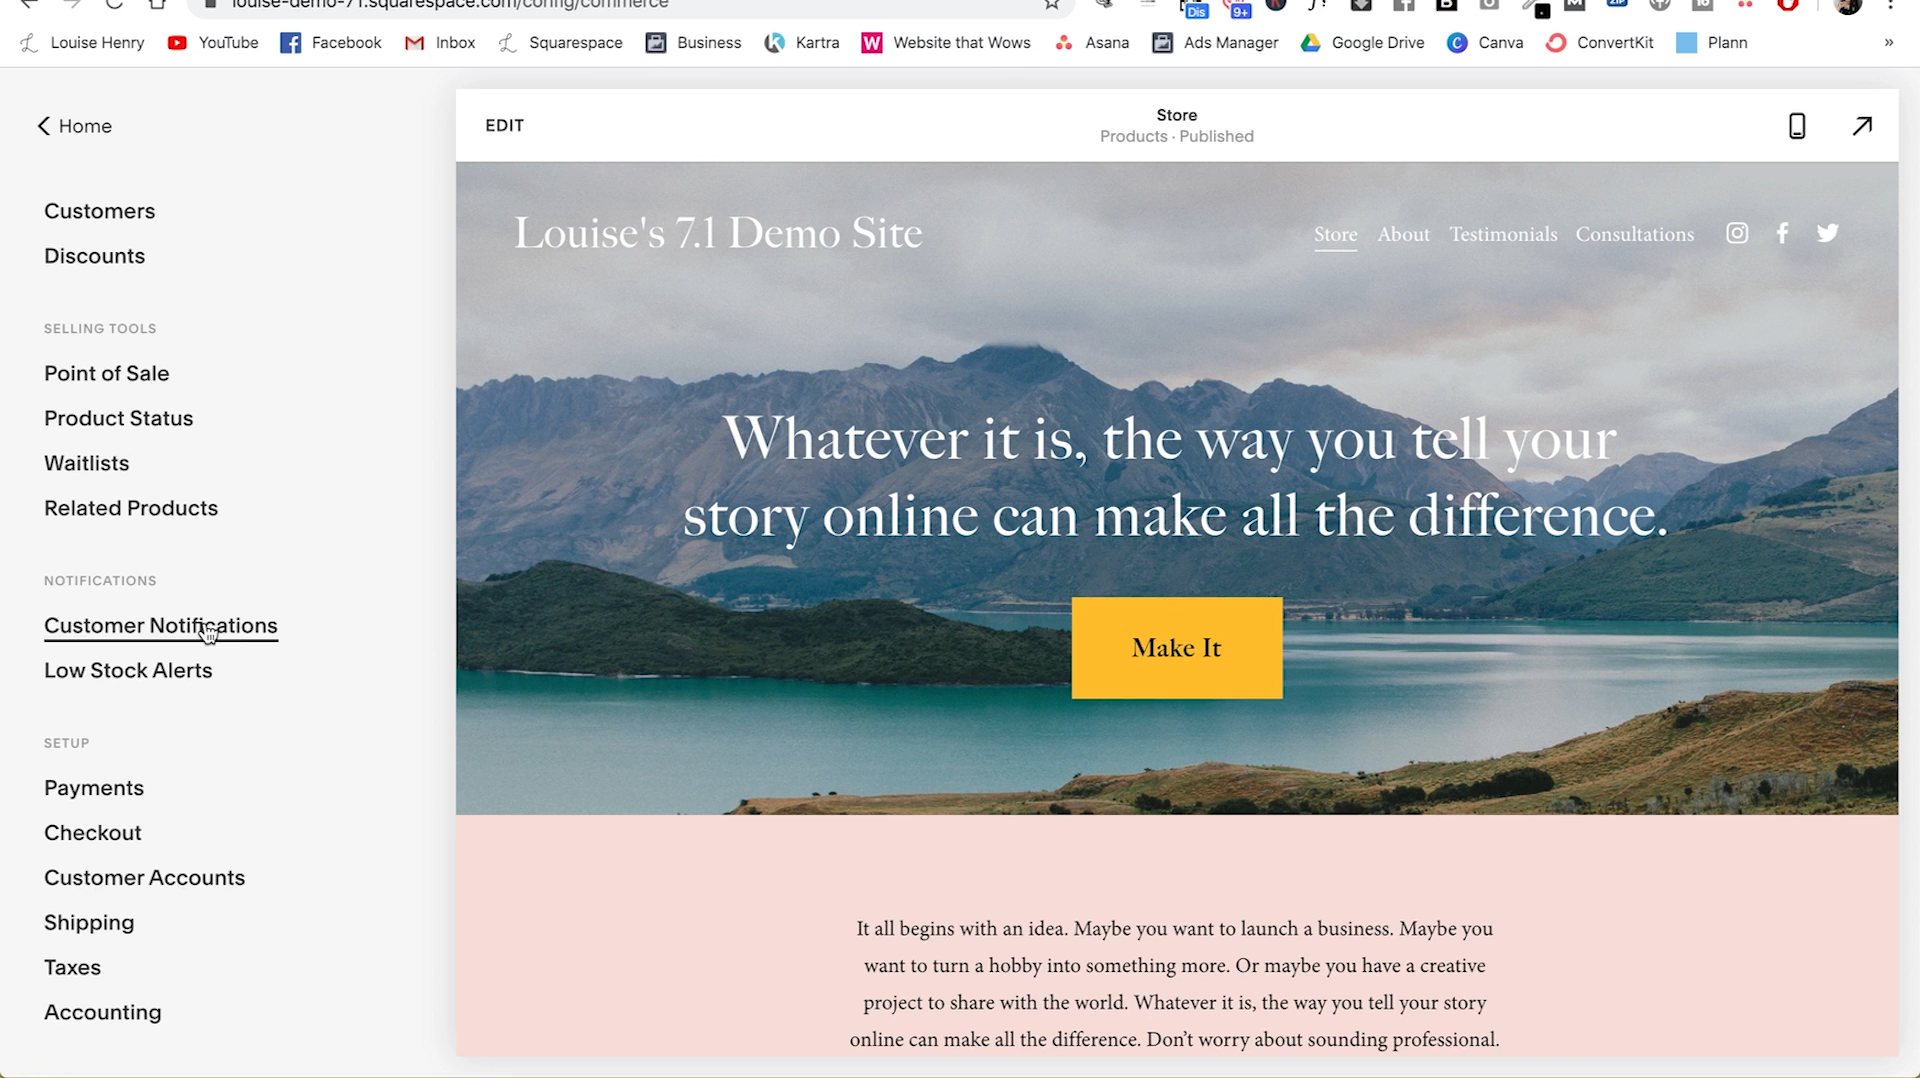 louise-demo-71.squarespace.com/config/commerce
Dis
9+
Louise Henry
YouTube
Facebook
Inbox
Squarespace
Business
Kartra
Website that Wows
Asana
Ads Manager
Google Drive
Canva
ConvertKit
Plann
»
Home
Customers
Discounts
SELLING TOOLS
Point of Sale
Product Status
Waitlists
Related Products
NOTIFICATIONS
Customer Notifications
Low Stock Alerts
SETUP
Payments
Checkout
Customer Accounts
Shipping
Taxes
Accounting
EDIT
Store
Products · Published
Louise's 7.1 Demo Site
Store About Testimonials Consultations
Whatever it is, the way you tell your
story online can make all the difference.
Make It
It all begins with an idea. Maybe you want to launch a business. Maybe you
want to turn a hobby into something more. Or maybe you have a creative
project to share with the world. Whatever it is, the way you tell your story
online can make all the difference. Don’t worry about sounding professional.